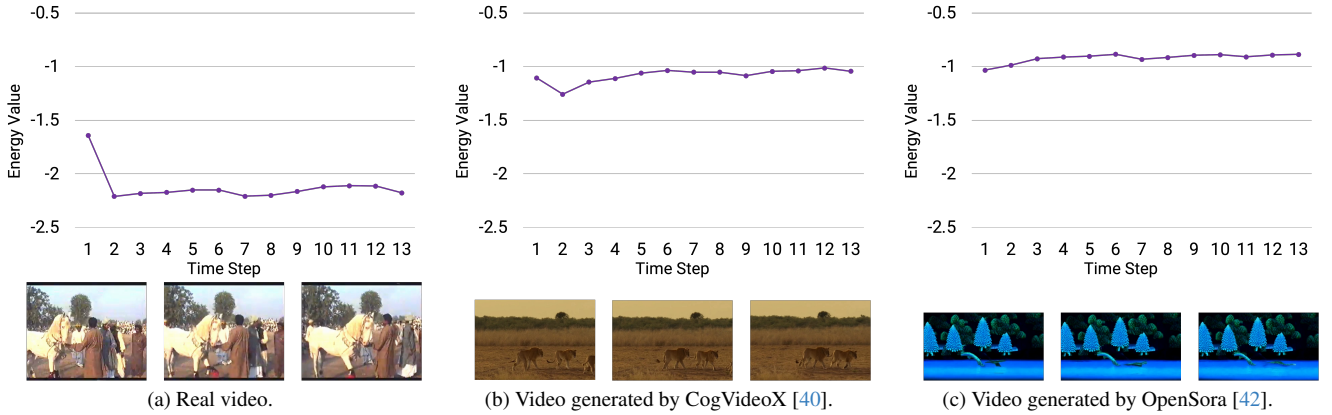 -0.5
-1
-1.5
-2
-2.5
Energy Value
1 2 3 4 5 6 7 8 9 10 11 12 13
Time Step
(a) Real video.
-0.5
-1
-1.5
-2
-2.5
Energy Value
1 2 3 4 5 6 7 8 9 10 11 12 13
Time Step
(b) Video generated by CogVideoX [40].
-0.5
-1
-1.5
-2
-2.5
Energy Value
1 2 3 4 5 6 7 8 9 10 11 12 13
Time Step
(c) Video generated by OpenSora [42].